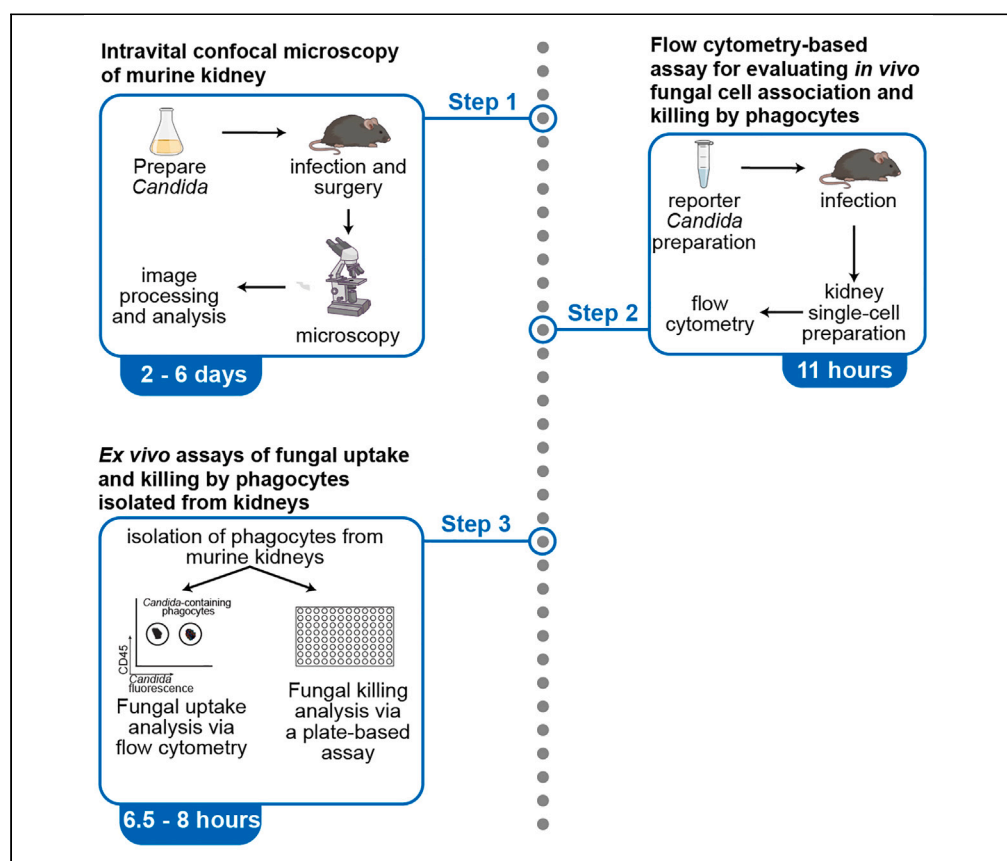 Intravital confocal microscopy
of murine kidney
Step 1
Prepare
Candida
infection and
surgery
microscopy
image
processing
and analysis
2 - 6 days
Flow cytometry-based
assay for evaluating in vivo
fungal cell association and
killing by phagocytes
reporter
Candida
preparation
infection
kidney
single-cell
preparation
flow
cytometry
Step 2
11 hours
Ex vivo assays of fungal uptake
and killing by phagocytes
isolated from kidneys
Step 3
isolation of phagocytes from
murine kidneys
Candida-containing
phagocytes
CD45
Candida
fluorescence
Fungal uptake
analysis via
flow cytometry
Fungal killing
analysis via
a plate-based
assay
6.5 - 8 hours